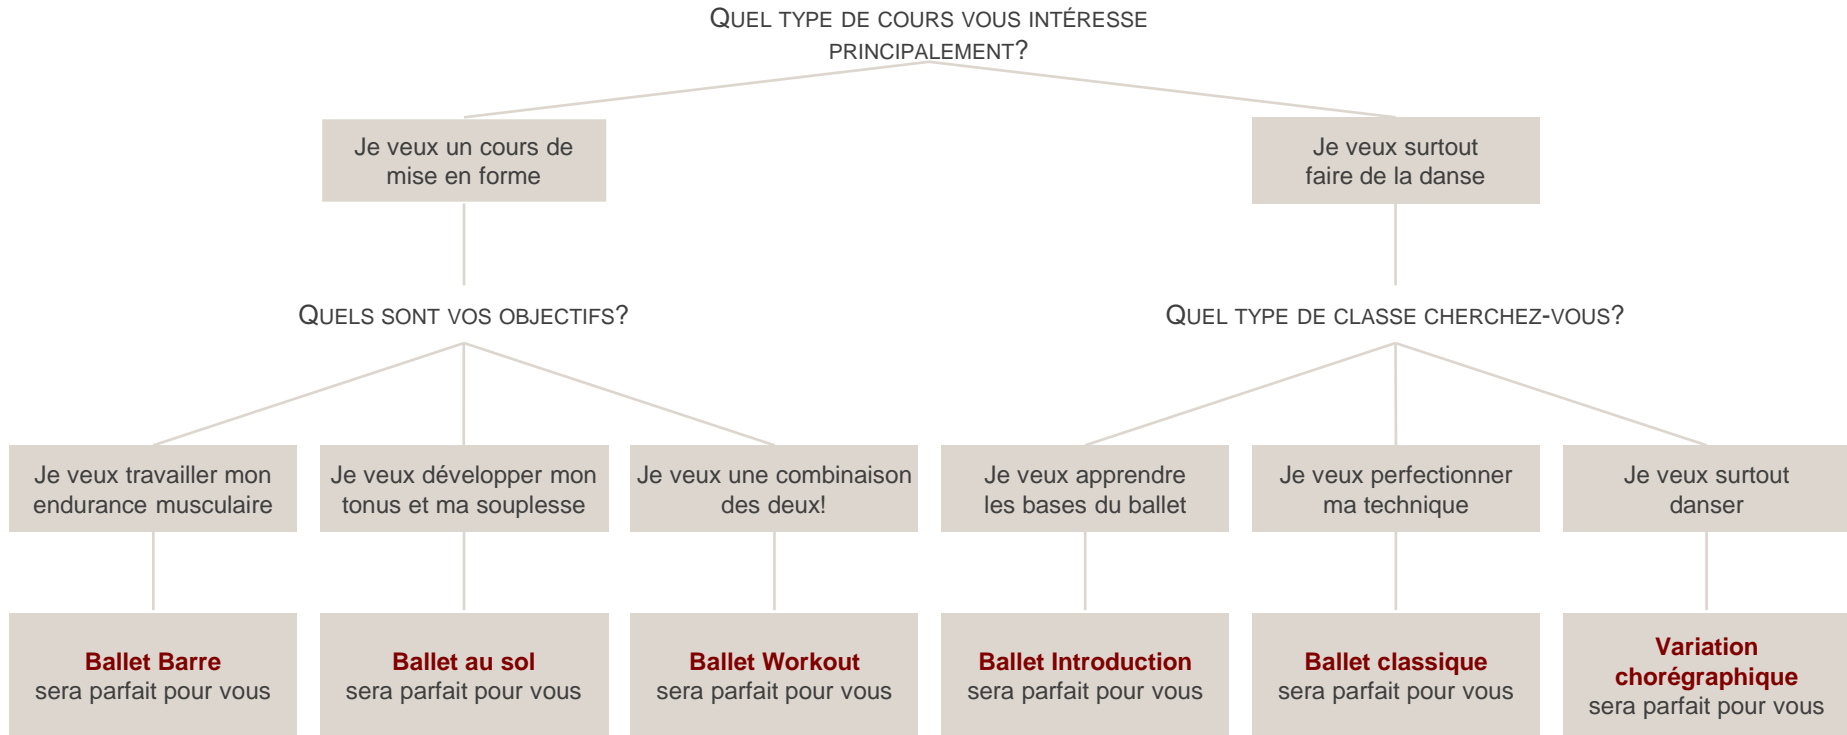 QUEL TYPE DE COURS VOUS INTÉRESSE
PRINCIPALEMENT?
Je veux un cours de
mise en forme
Je veux surtout
faire de la danse
QUELS SONT VOS OBJECTIFS?
QUEL TYPE DE CLASSE CHERCHEZ-VOUS?
Je veux travailler mon
endurance musculaire
Je veux développer mon
tonus et ma souplesse
Je veux une combinaison
des deux!
Je veux apprendre
les bases du ballet
Je veux perfectionner
ma technique
Je veux surtout
danser
Ballet Barre
sera parfait pour vous
Ballet au sol
sera parfait pour vous
Ballet Workout
sera parfait pour vous
Ballet Introduction
sera parfait pour vous
Ballet classique
sera parfait pour vous
Variation
chorégraphique
sera parfait pour vous